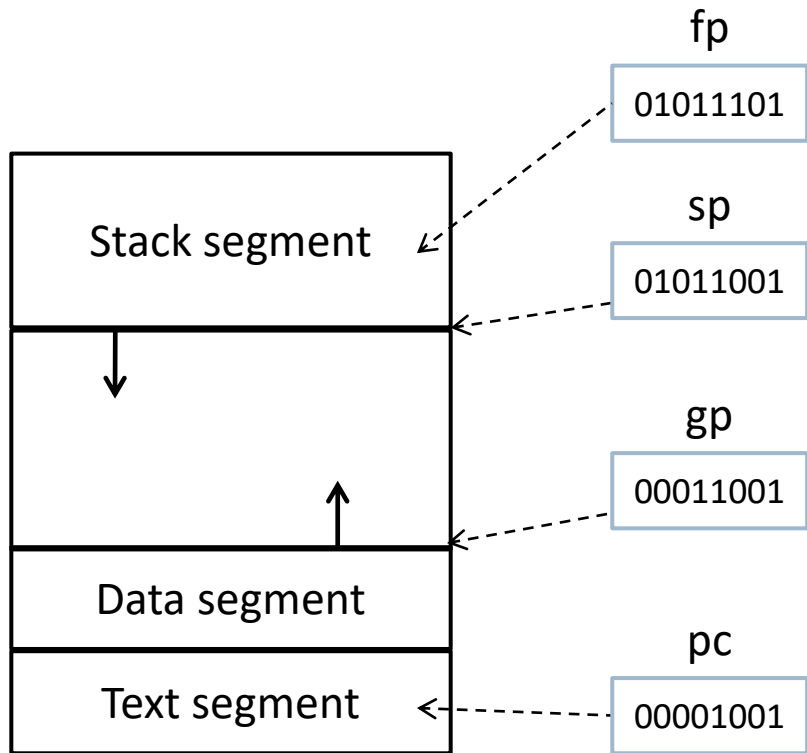 fp
01011101
Stack segment
sp
01011001
gp
00011001
Data segment
pc
Text segment
00001001